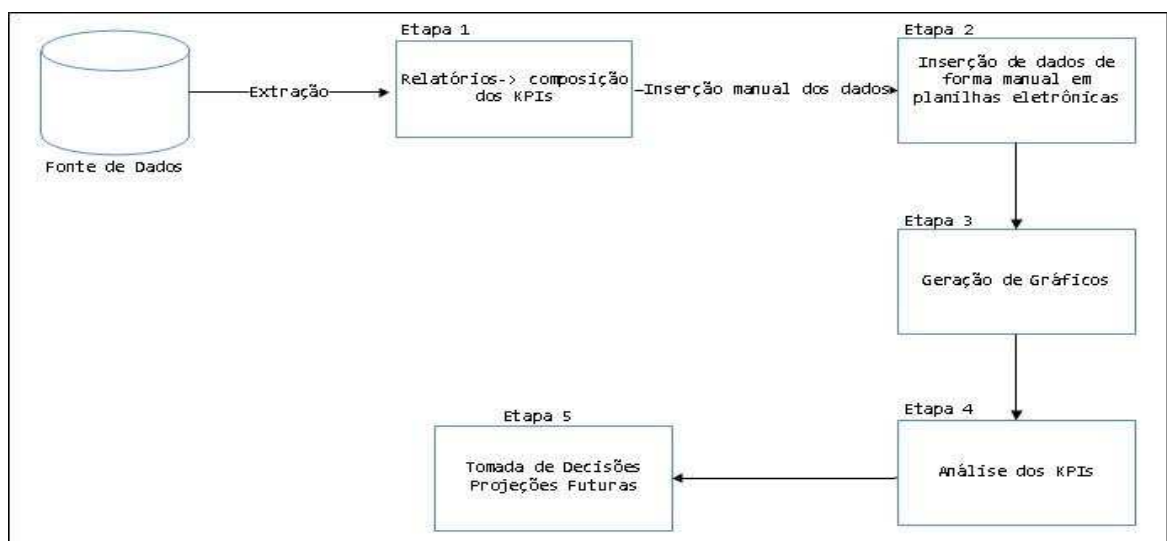 Fonte de Dados
Extração
Etapa 1
Relatórios-> composição
dos KPIs
Inserção manual dos dados
Etapa 2
Inserção de dados de
forma manual em
planilhas eletrônicas
Etapa 3
Geração de Gráficos
Etapa 4
Análise dos KPIs
Etapa 5
Tomada de Decisões
Projeções Futuras